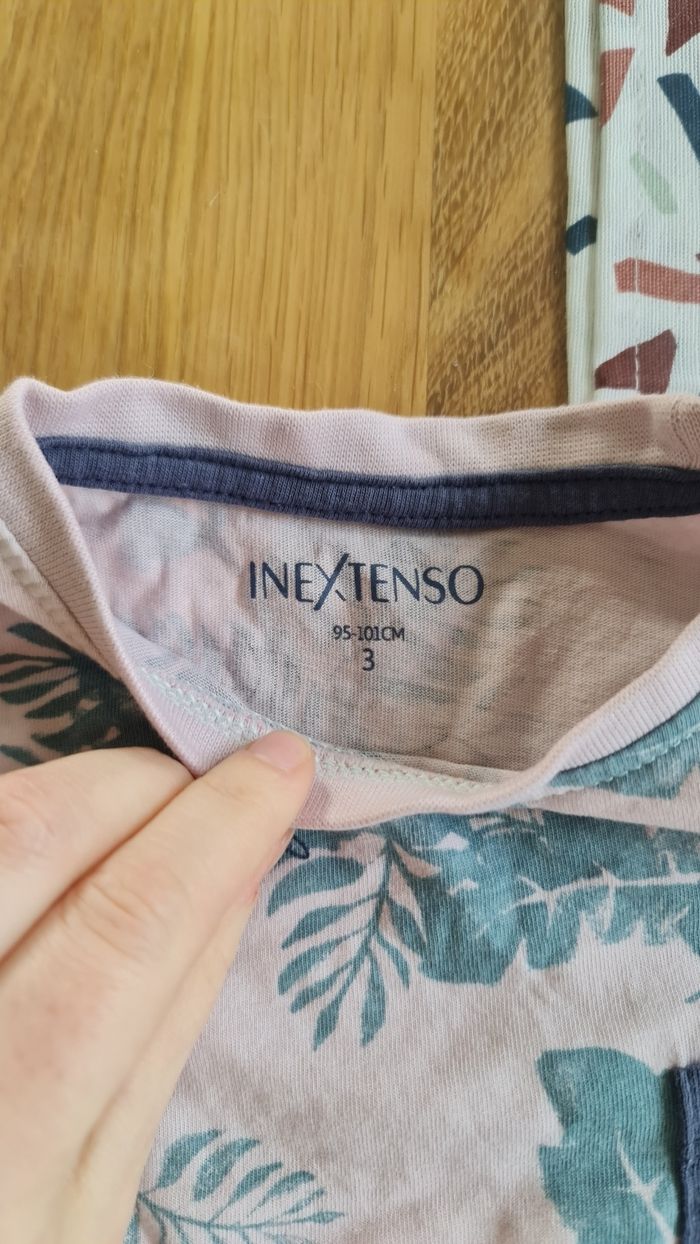 INEXTENSO
95-101CM
3